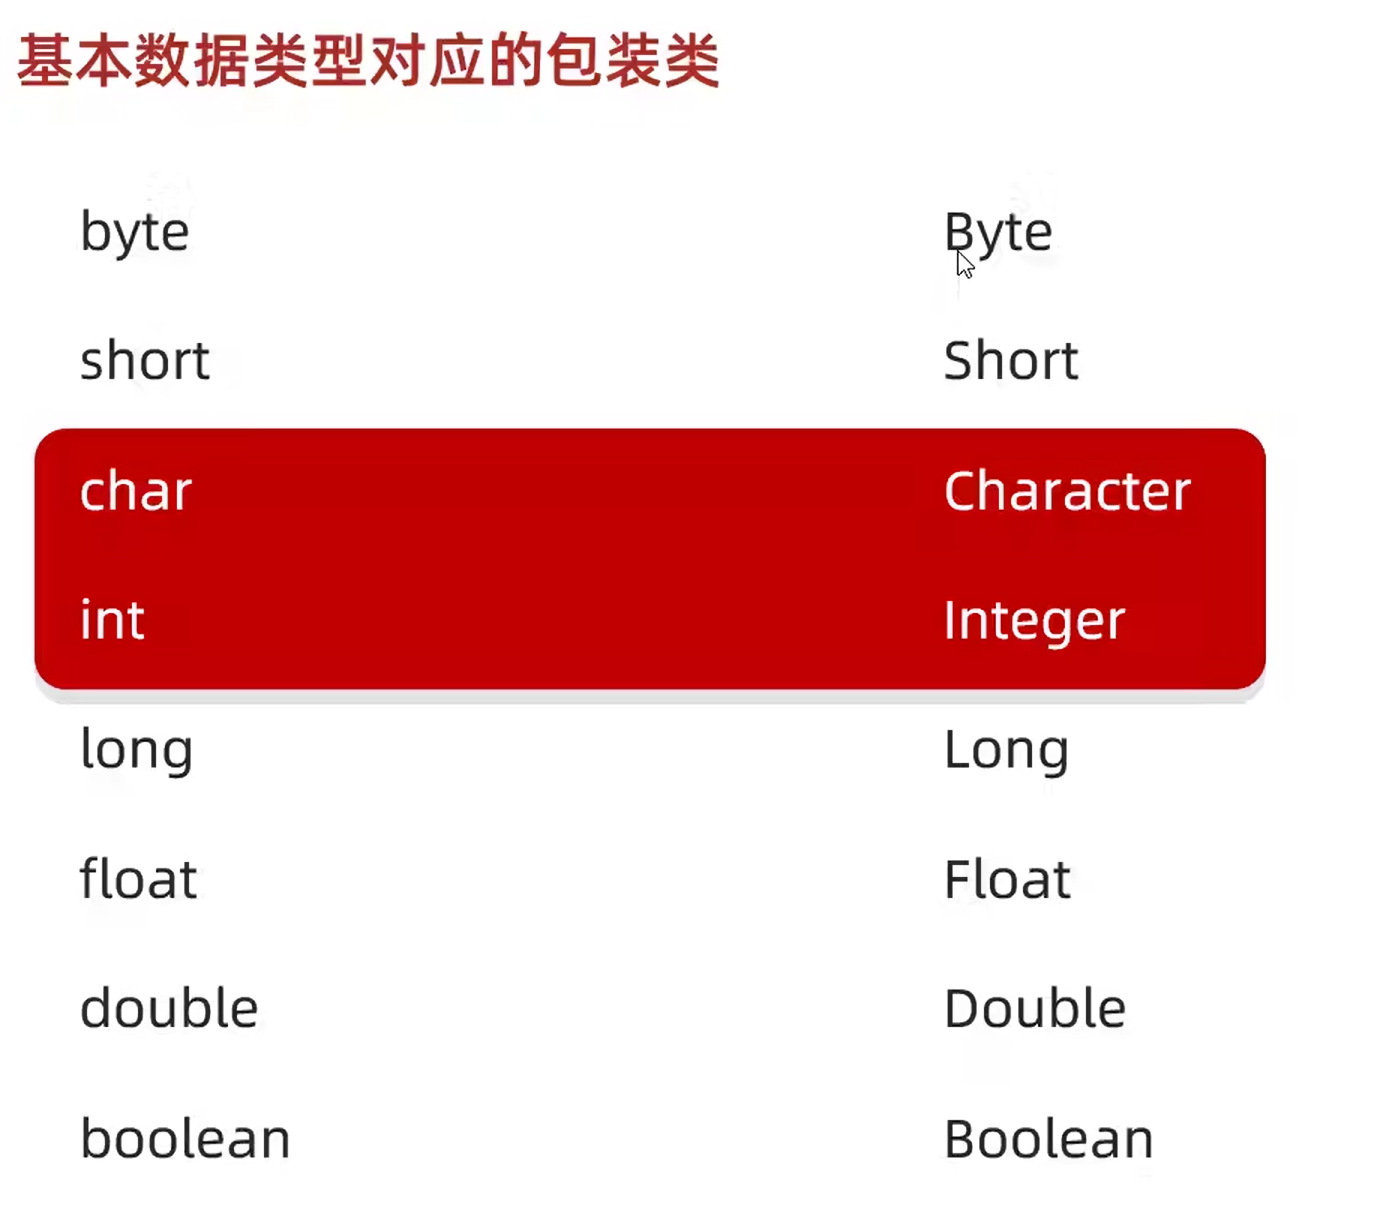 基本数据类型对应的包装类
byte Byte
short Short
char Character
int Integer
long Long
float Float
double Double
boolean Boolean